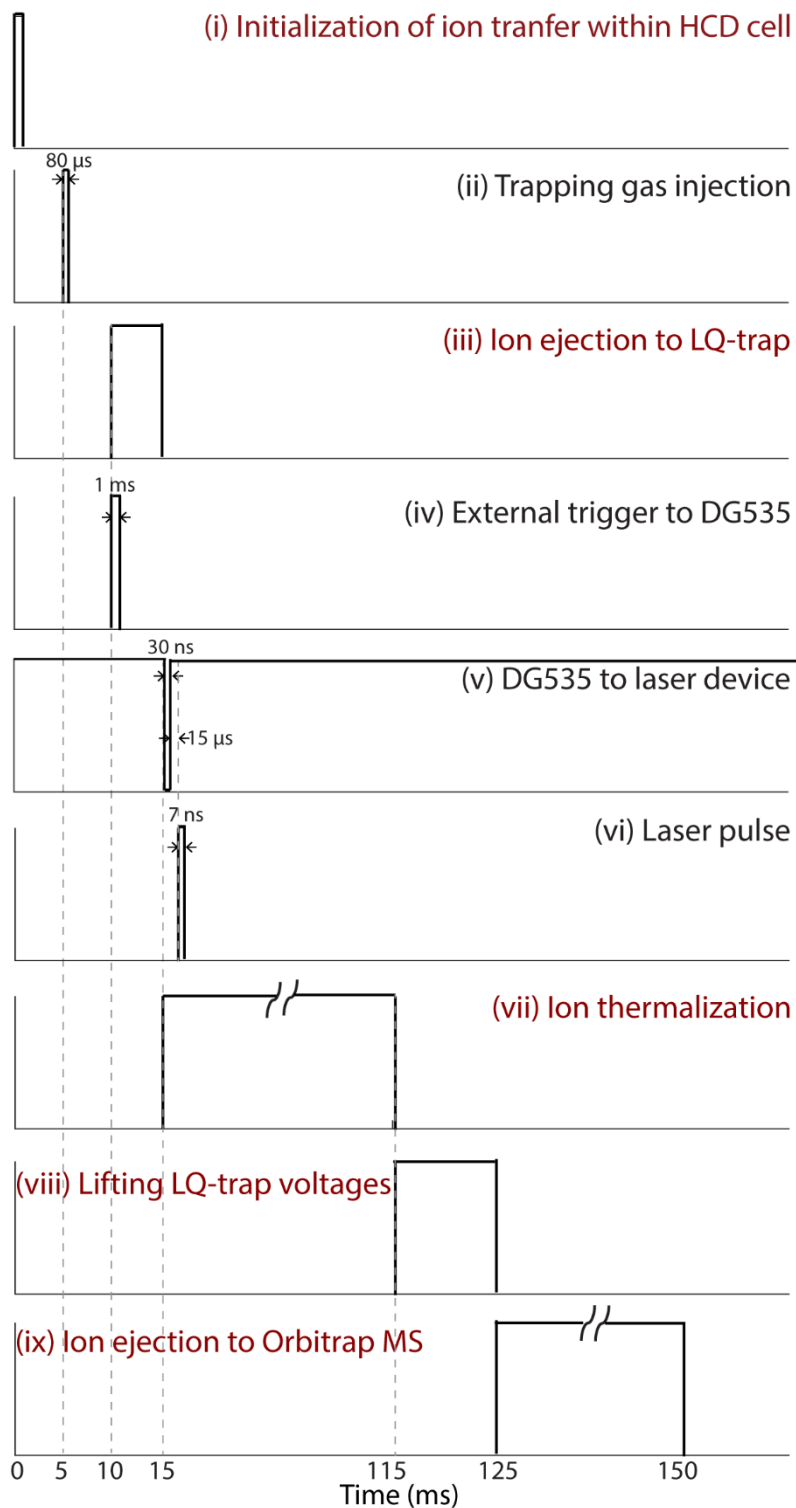 (i) Initialization of ion tranfer within HCD cell
80 μs
(ii) Trapping gas injection
(iii) Ion ejection to LQ-trap
1 ms
(iv) External trigger to DG535
30 ns
(v) DG535 to laser device
15 μs
7 ns
(vi) Laser pulse
(vii) Ion thermalization
(viii) Lifting LQ-trap voltages
(ix) Ion ejection to Orbitrap MS
0 5 10 15 115 125 150
Time (ms)